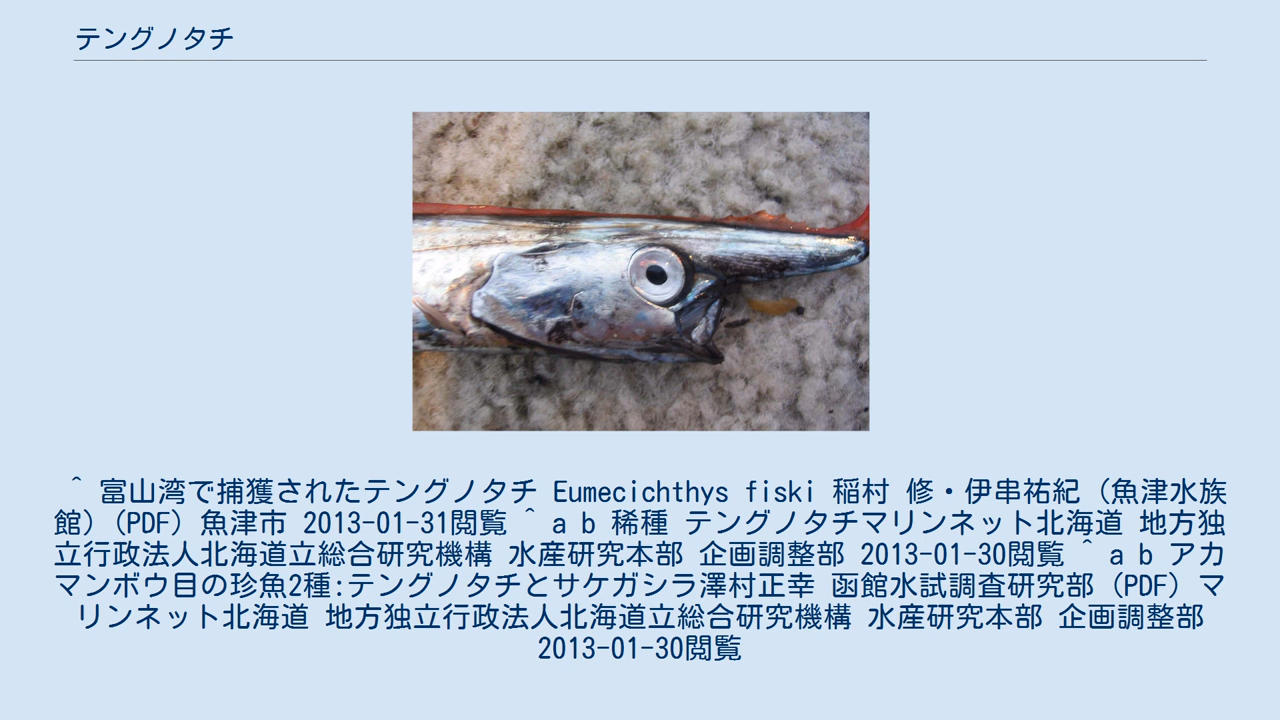 テングノタチ
^ 富山湾で捕獲されたテングノタチ Eumecichthys fiski 稲村 修・伊串祐紀 (魚津水族
館) (PDF) 魚津市 2013-01-31閲覧 ^ a b 稀種 テングノタチマリンネット北海道 地方独
立行政法人北海道立総合研究機構 水産研究本部 企画調整部 2013-01-30閲覧 ^ a b アカ
マンボウ目の珍魚2種:テングノタチとサケガシラ澤村正幸 函館水試調査研究部 (PDF) マ
リンネット北海道 地方独立行政法人北海道立総合研究機構 水産研究本部 企画調整部
2013-01-30閲覧